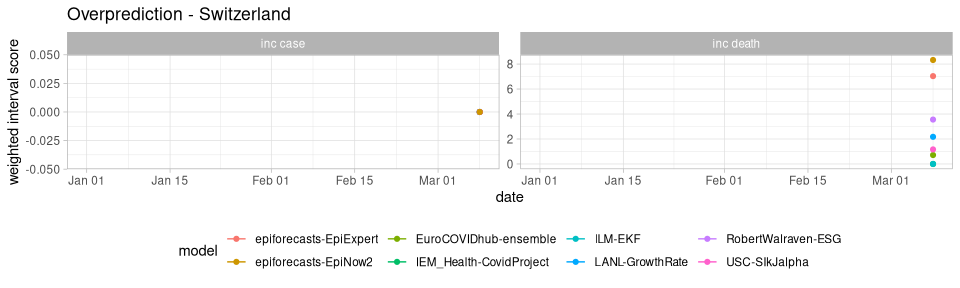 Overprediction - Switzerland
inc case
inc death
weighted interval score
0.050
0.025
0.000
-0.025
-0.050
8
6
4
2
0
Jan 01
Jan 15
Feb 01
Feb 15
Mar 01
Jan 01
Jan 15
Feb 01
Feb 15
Mar 01
date
model
epiforecasts-EpiExpert
EuroCOVIDhub-ensemble
ILM-EKF
RobertWalraven-ESG
epiforecasts-EpiNow2
IEM_Health-CovidProject
LANL-GrowthRate
USC-SIkJalpha